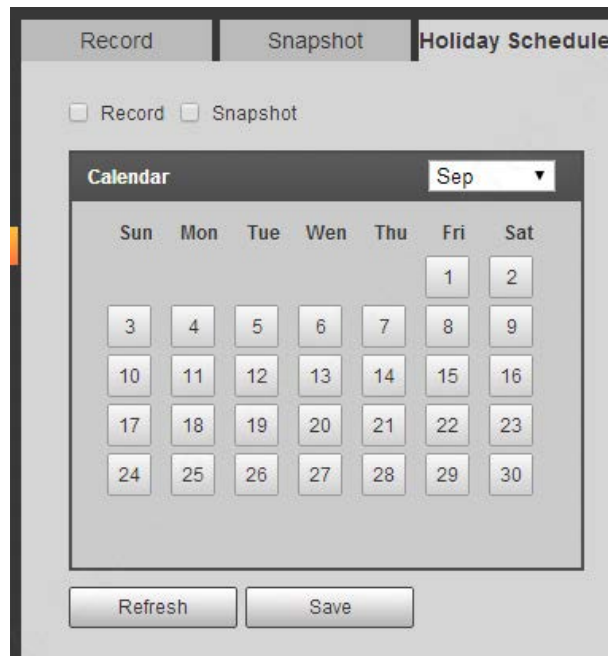 Record Snapshot Holiday Schedule
Record Snapshot
Calendar Sep
Sun Mon Tue Wen Thu Fri Sat
1 2
3 4 5 6 7 8 9
10 11 12 13 14 15 16
17 18 19 20 21 22 23
24 25 26 27 28 29 30
Refresh Save